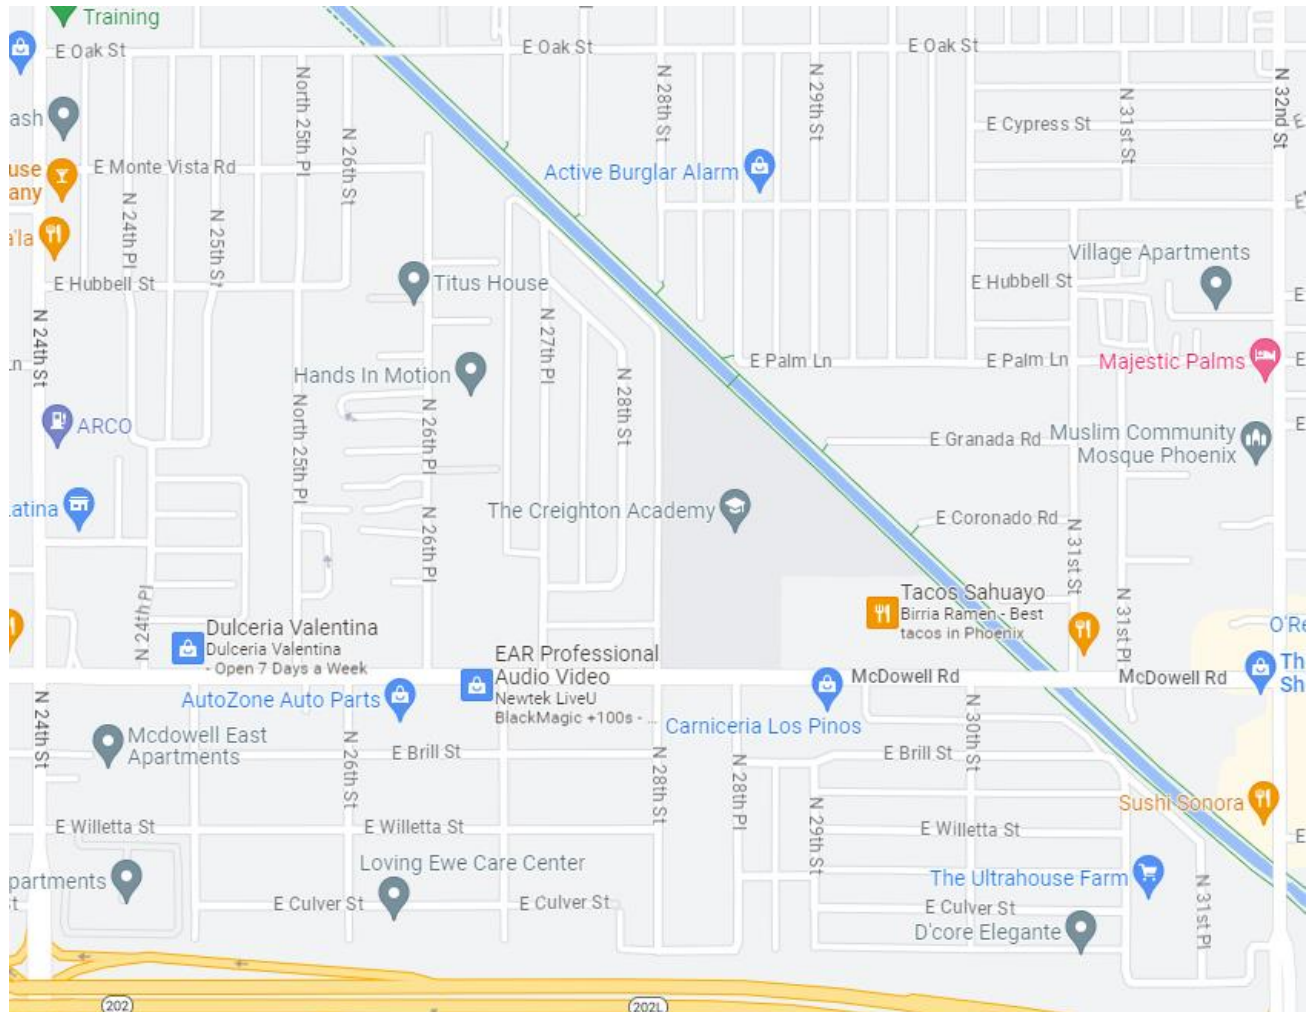 Training
E Oak St
E Oak St
E Oak St
North 25th Pl
N 26th St
N 28th St
N 29th St
N 31st St
N 32nd St
ash
E Cypress St
E Monte Vista Rd
Active Burglar Alarm
use
any
N 24th Pl
N 25th St
a'la
E
E Hubbell St
Titus House
E Hubbell St
Village Apartments
E
N 24th St
N 27th Pl
E Palm Ln
E Palm Ln
Majestic Palms
E
Hands In Motion
N 28th St
ARCO
North 25th Pl
N 26th Pl
E Granada Rd
Muslim Community
Mosque Phoenix
E
Latina
The Creighton Academy
E Coronado Rd
N 26th Pl
N 31st St
N 24th Pl
N 31st Pl
Tacos Sahuayo
Birria Ramen - Best
tacos in Phoenix
Dulceria Valentina
Dulceria Valentina
- Open 7 Days a Week
O'Re
EAR Professional
Audio Video
Newtek LiveU
BlackMagic +100s - ...
McDowell Rd
McDowell Rd
Th
Sh
AutoZone Auto Parts
Carniceria Los Pinos
N 24th St
Mcdowell East
Apartments
N 26th St
E Brill St
N 28th St
N 28th Pl
E Brill St
N 30th St
Sushi Sonora
E Willetta St
E Willetta St
N 29th St
E Willetta St
E
Loving Ewe Care Center
partments
The Ultrahouse Farm
N 31st Pl
st
E Culver St
E Culver St
E Culver St
D'core Elegante
202
202L